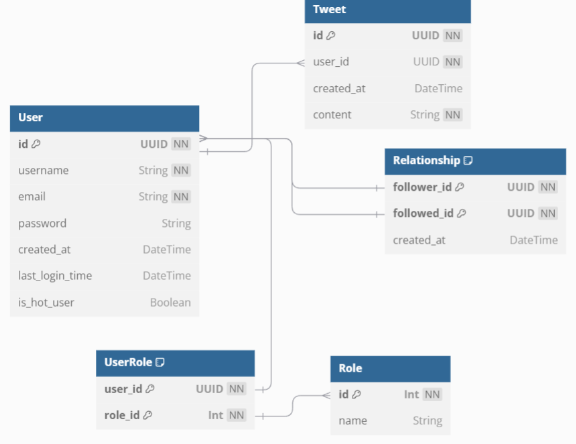 Tweet
id UUID NN
user_id UUID NN
created_at DateTime
content String NN
User
id UUID NN
username String NN
email String NN
password String
created_at DateTime
last_login_time DateTime
is_hot_user Boolean
Relationship
follower_id UUID NN
followed_id UUID NN
created_at DateTime
UserRole
user_id UUID NN
role_id Int NN
Role
id Int NN
name String